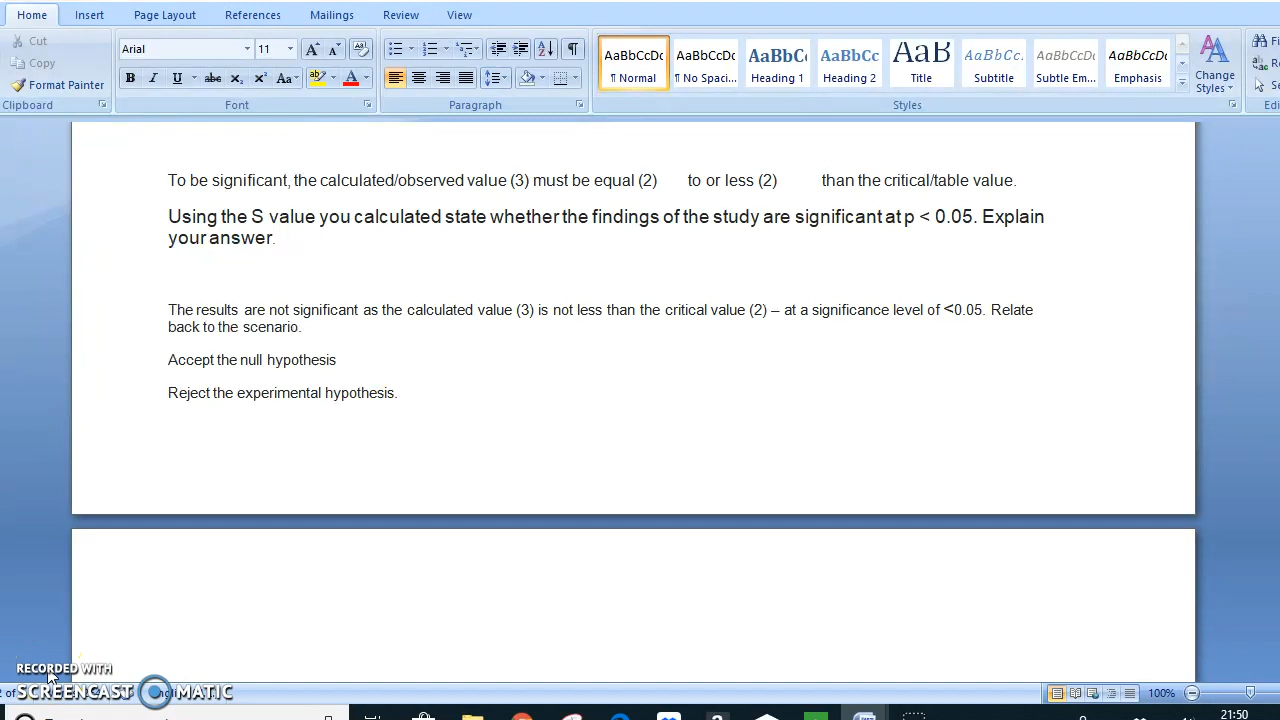 Home Insert Page Layout References Mailings Review View
Cut
Copy
Format Painter
Clipboard
Arial 11
B I U abc X₂ X² Aa ab A
Font
Paragraph
AaBbCcDc AaBbCcDc AaBbCc AaBbCc AaB AaBbCc. AaBbCcDc AaBbCcDc
¶ Normal ¶ No Spaci... Heading 1 Heading 2 Title Subtitle Subtle Em... Emphasis
Change
Styles
Styles
To be significant, the calculated/observed value (3) must be equal (2) to or less (2) than the critical/table value.
Using the S value you calculated state whether the findings of the study are significant at p < 0.05. Explain
your answer.
The results are not significant as the calculated value (3) is not less than the critical value (2) – at a significance level of <0.05. Relate
back to the scenario.
Accept the null hypothesis
Reject the experimental hypothesis.
RECORDED WITH
SCREENCAST MATIC
100%
21:50